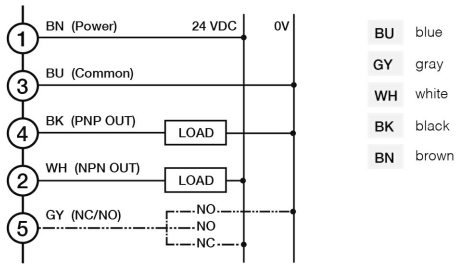 BN (Power) 24 VDC 0V
1
BU (Common)
3
BK (PNP OUT)
4 LOAD
WH (NPN OUT)
2 LOAD
GY (NC/NO) NO
5 NO
NC
BU blue
GY gray
WH white
BK black
BN brown